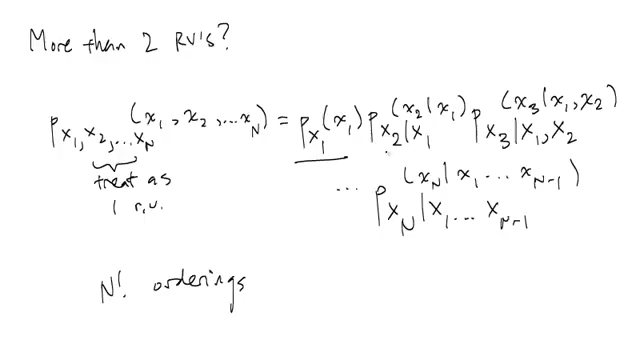 More than 2 RV's?
p_{X_1, X_2, ... X_N}(x_1, x_2, ... x_N) = p_{X_1}(x_1) p_{X_2|X_1}(x_2|x_1) p_{X_3|X_1,X_2}(x_3|x_1,x_2)
... p_{X_N|X_1...X_{N-1}}(x_N|x_1...x_{N-1})
treat as
1 r.v.
N! orderings